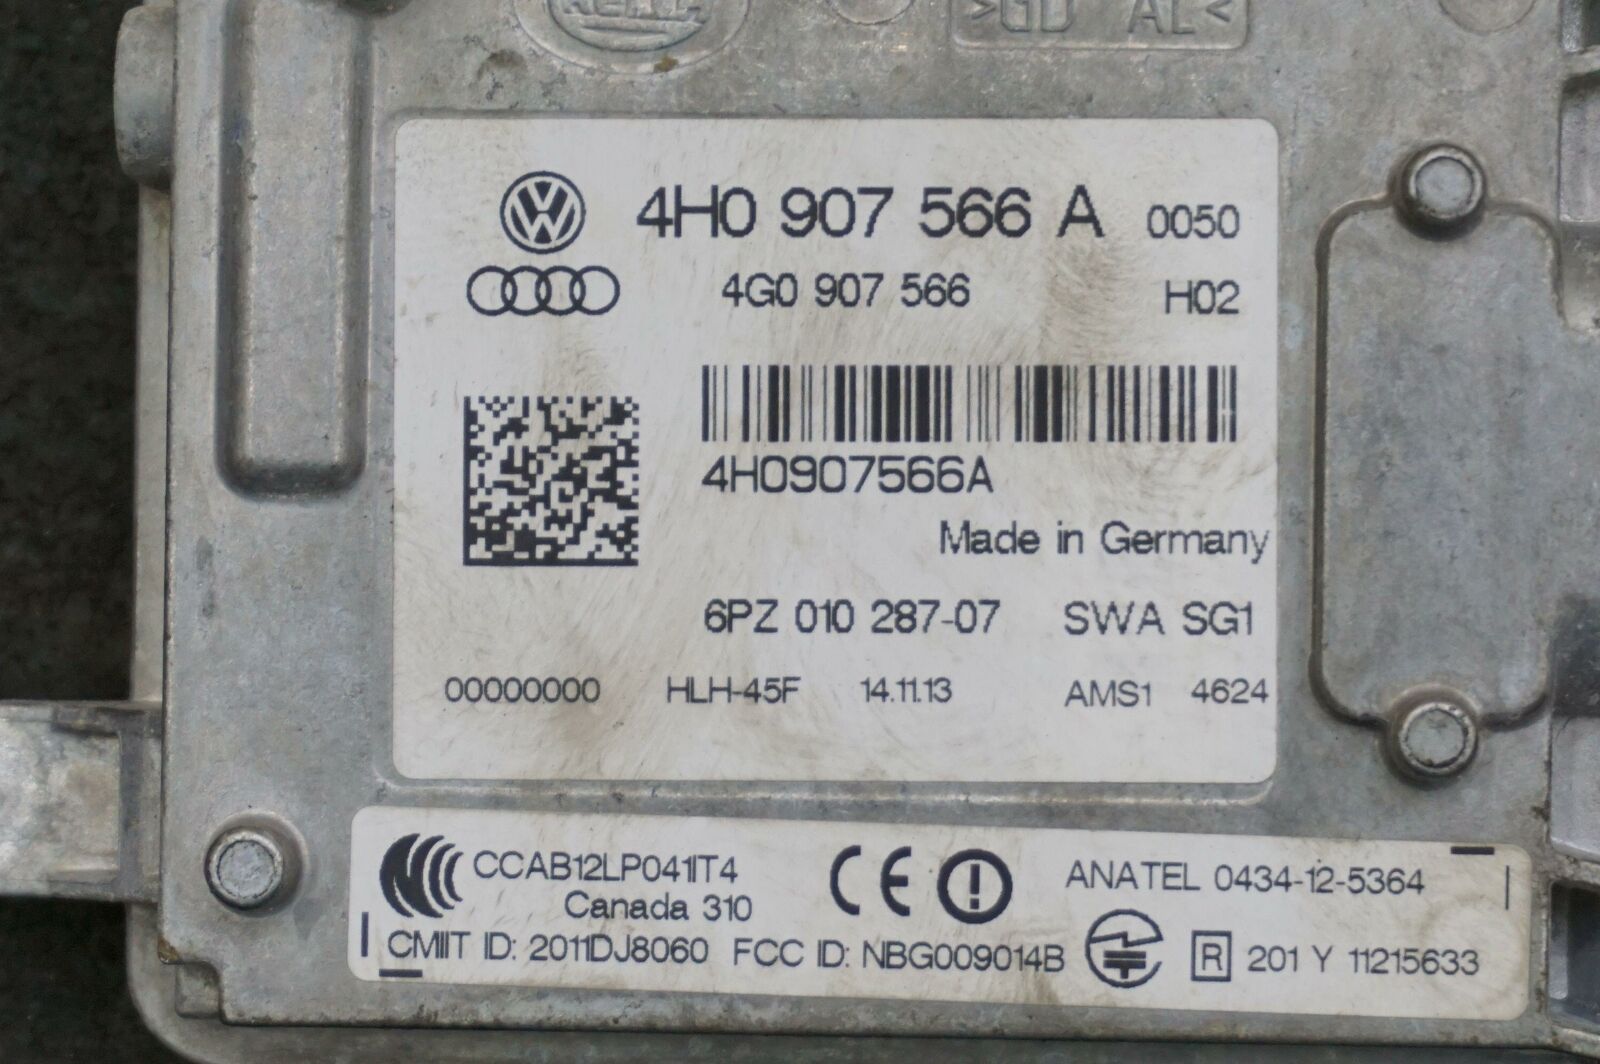 >GD AL<
4H0 907 566 A 0050
4G0 907 566 H02
4H0907566A
Made in Germany
6PZ 010 287-07 SWA SG1
00000000 HLH-45F 14.11.13 AMS1 4624
CCAB12LP0411T4
Canada 310
ANATEL 0434-12-5364
CMIIT ID: 2011DJ8060 FCC ID: NBG009014B R 201 Y 11215633